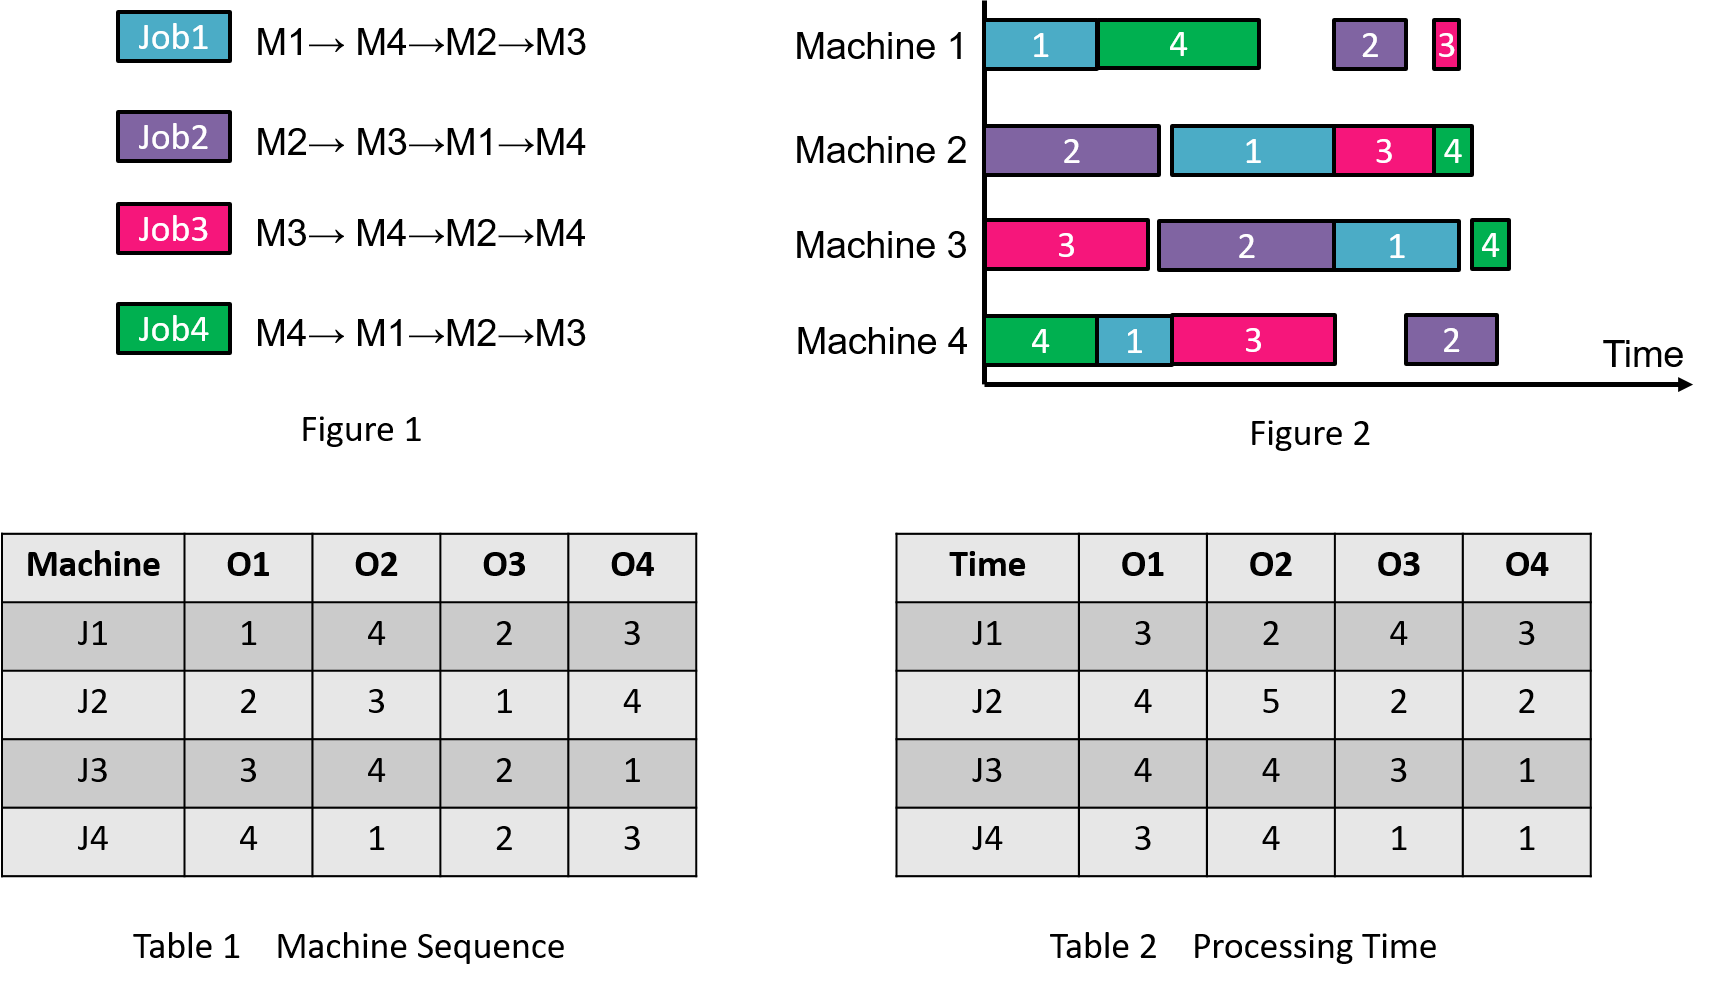 Job1 M1→ M4→M2→M3
Job2 M2→ M3→M1→M4
Job3 M3→ M4→M2→M4
Job4 M4→ M1→M2→M3
Figure 1
Machine 1 1 4 2 3
Machine 2 2 1 3 4
Machine 3 3 2 1 4
Machine 4 4 1 3 2
Time
Figure 2
Machine O1 O2 O3 O4
J1 1 4 2 3
J2 2 3 1 4
J3 3 4 2 1
J4 4 1 2 3
Table 1 Machine Sequence
Time O1 O2 O3 O4
J1 3 2 4 3
J2 4 5 2 2
J3 4 4 3 1
J4 3 4 1 1
Table 2 Processing Time